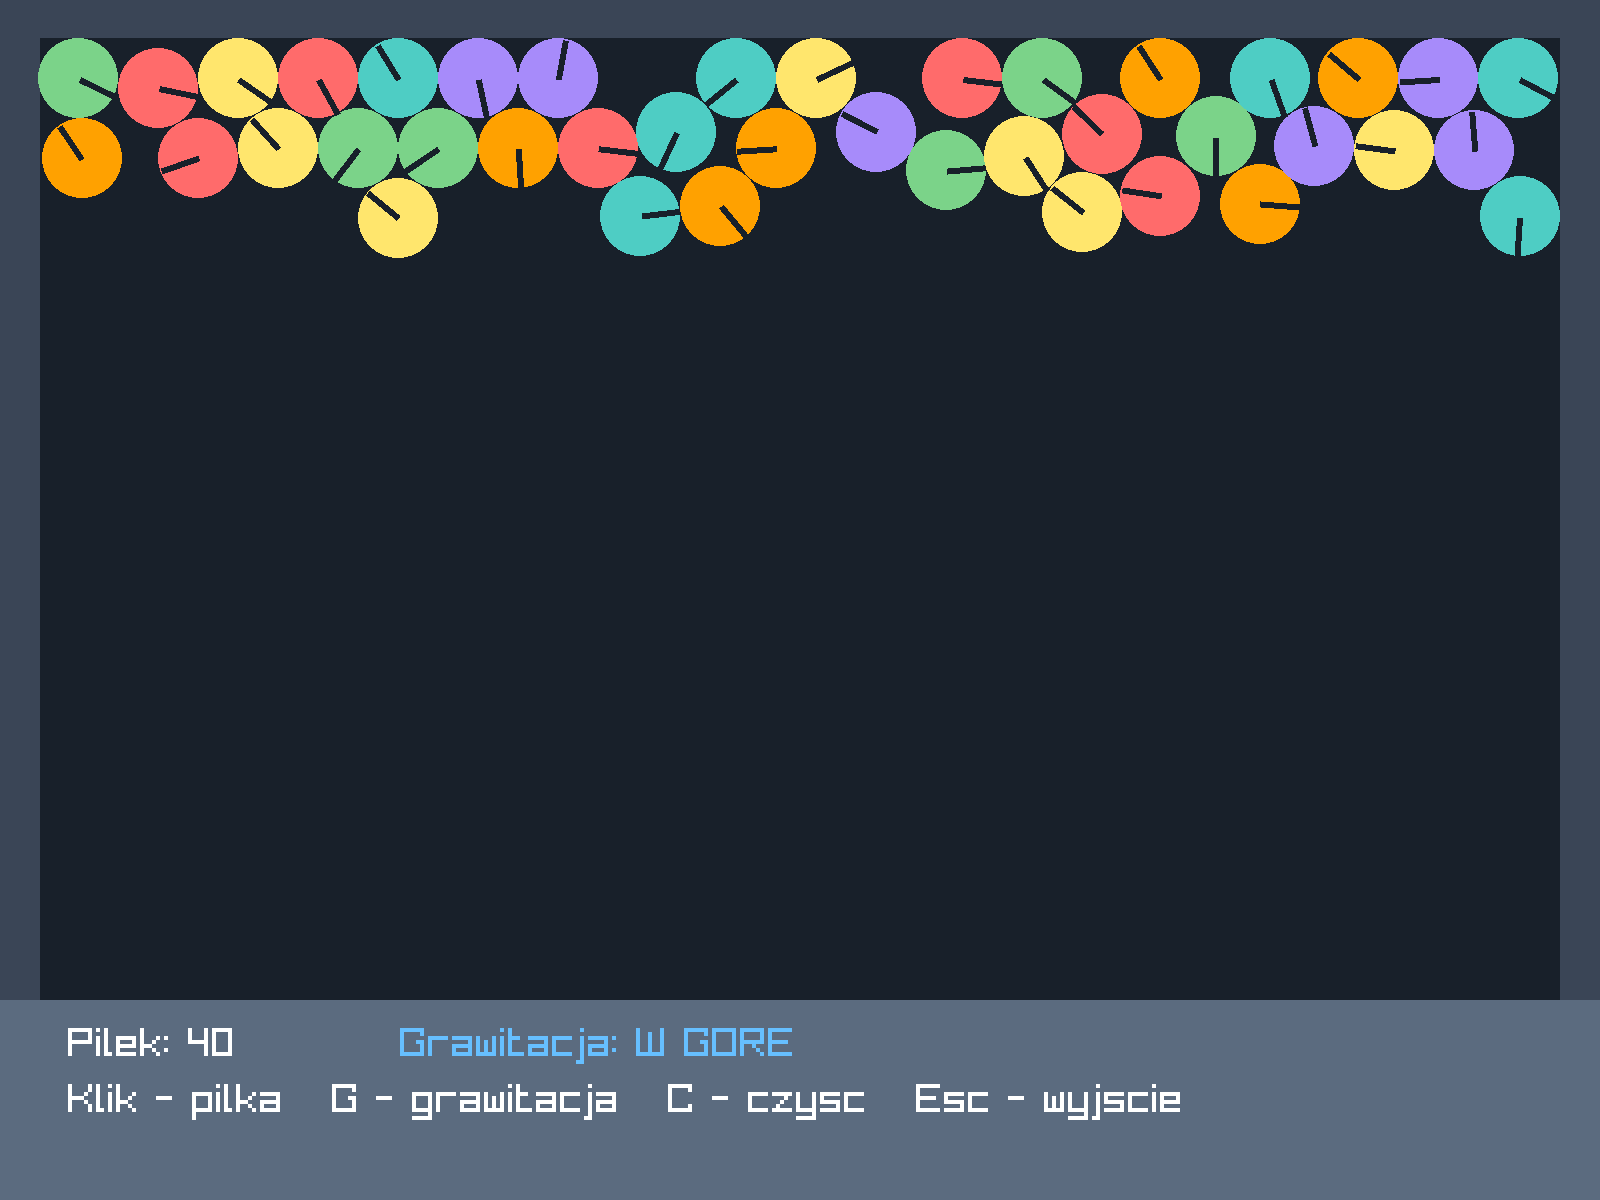 Pilek: 40 Grawitacja: W GORE
Klik - pilka G - grawitacja C - czysc Esc - wyjscie